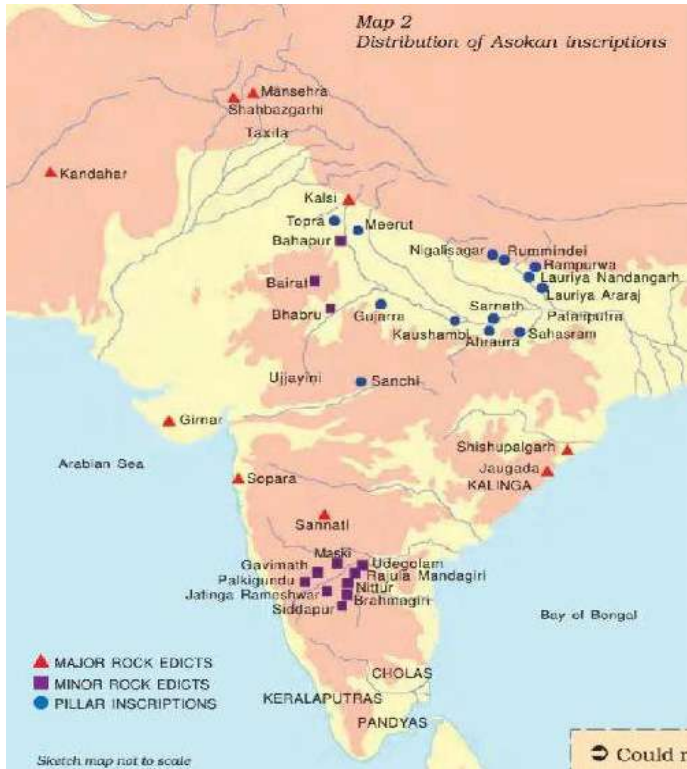 Map 2
Distribution of Asokan inscriptions
Mansehra
Shahbazgarhi
Taxila
Kandahar
Kalsi
Topra
Meerut
Bahapur
Nigalisagar
Rummindei
Rampurwa
Bairat
Lauriya Nandangarh
Lauriya Araraj
Bhabru
Gujarra
Sarnath
Pataliputra
Kaushambi
Ahraura
Sahasram
Ujjayini
Sanchi
Girnar
Shishupalgarh
Arabian Sea
Jaugada
Sopara
KALINGA
Sannati
Maski
Gavimath
Udegolam
Palkigundu
Rajula Mandagiri
Nittur
Jatinga Rameshwar
Brahmagiri
Siddapur
Bay of Bongal
MAJOR ROCK EDICTS
MINOR ROCK EDICTS
PILLAR INSCRIPTIONS
CHOLAS
KERALAPUTRAS
PANDYAS
Sketch map not to scale
Could